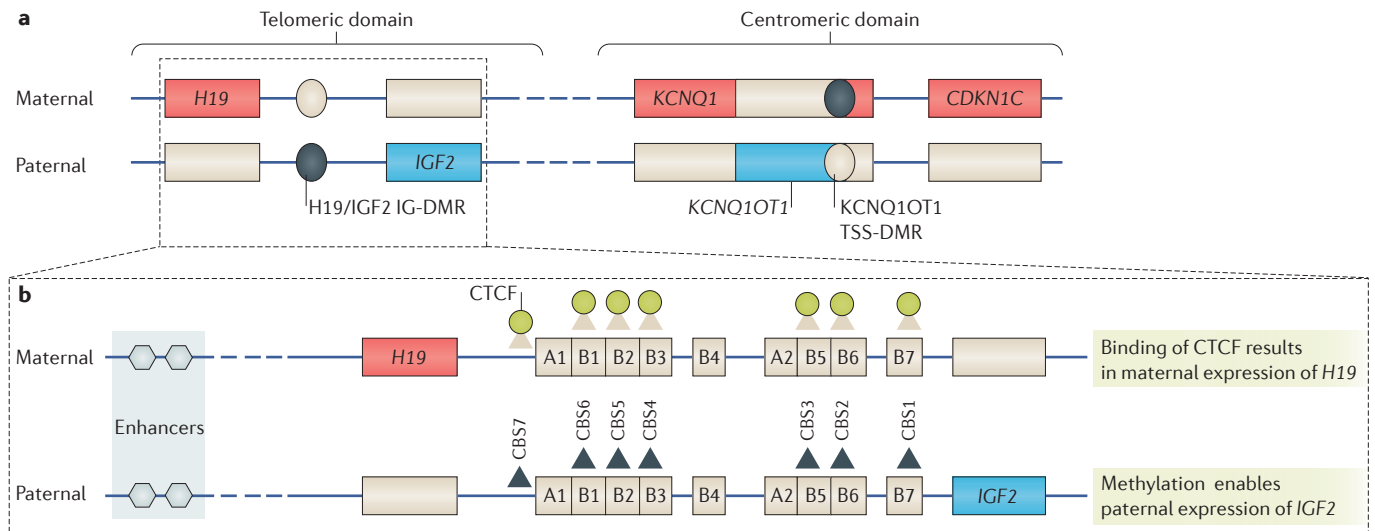 a
Telomeric domain
Centromeric domain
Maternal
H19
KCNQ1
CDKN1C
Paternal
IGF2
H19/IGF2 IG-DMR
KCNQ1OT1
KCNQ1OT1
TSS-DMR
b
CTCF
Maternal
H19
A1 B1 B2 B3 B4 A2 B5 B6 B7
Binding of CTCF results
in maternal expression of H19
Enhancers
CBS7 CBS6 CBS5 CBS4 CBS3 CBS2 CBS1
Paternal
A1 B1 B2 B3 B4 A2 B5 B6 B7
IGF2
Methylation enables
paternal expression of IGF2